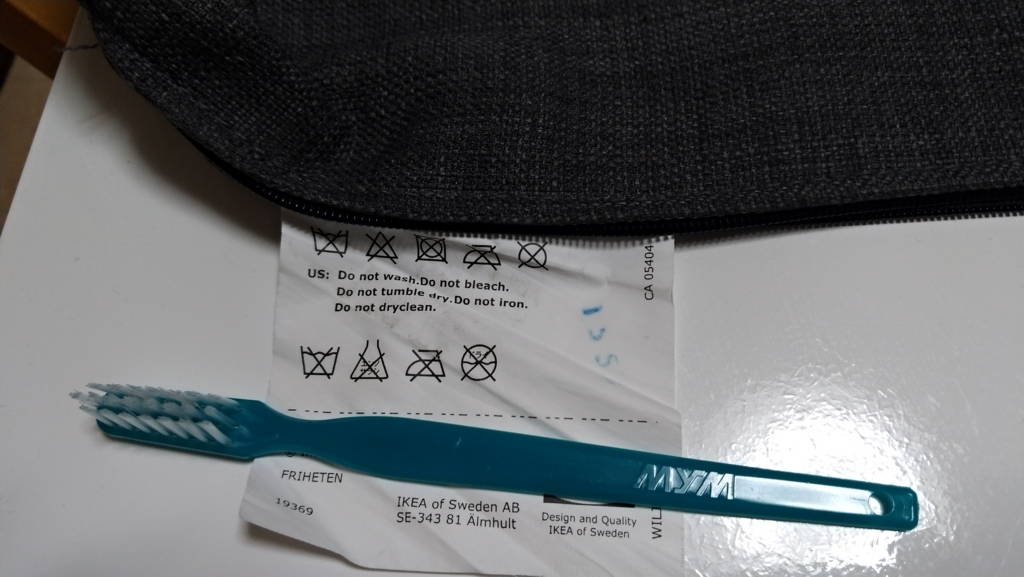 US: Do not wash.Do not bleach.
Do not tumble dry.Do not iron.
Do not dryclean.
CA 05404
FRIHETEN
19369
IKEA of Sweden AB
SE-343 81 Älmhult
Design and Quality
IKEA of Sweden
WILL